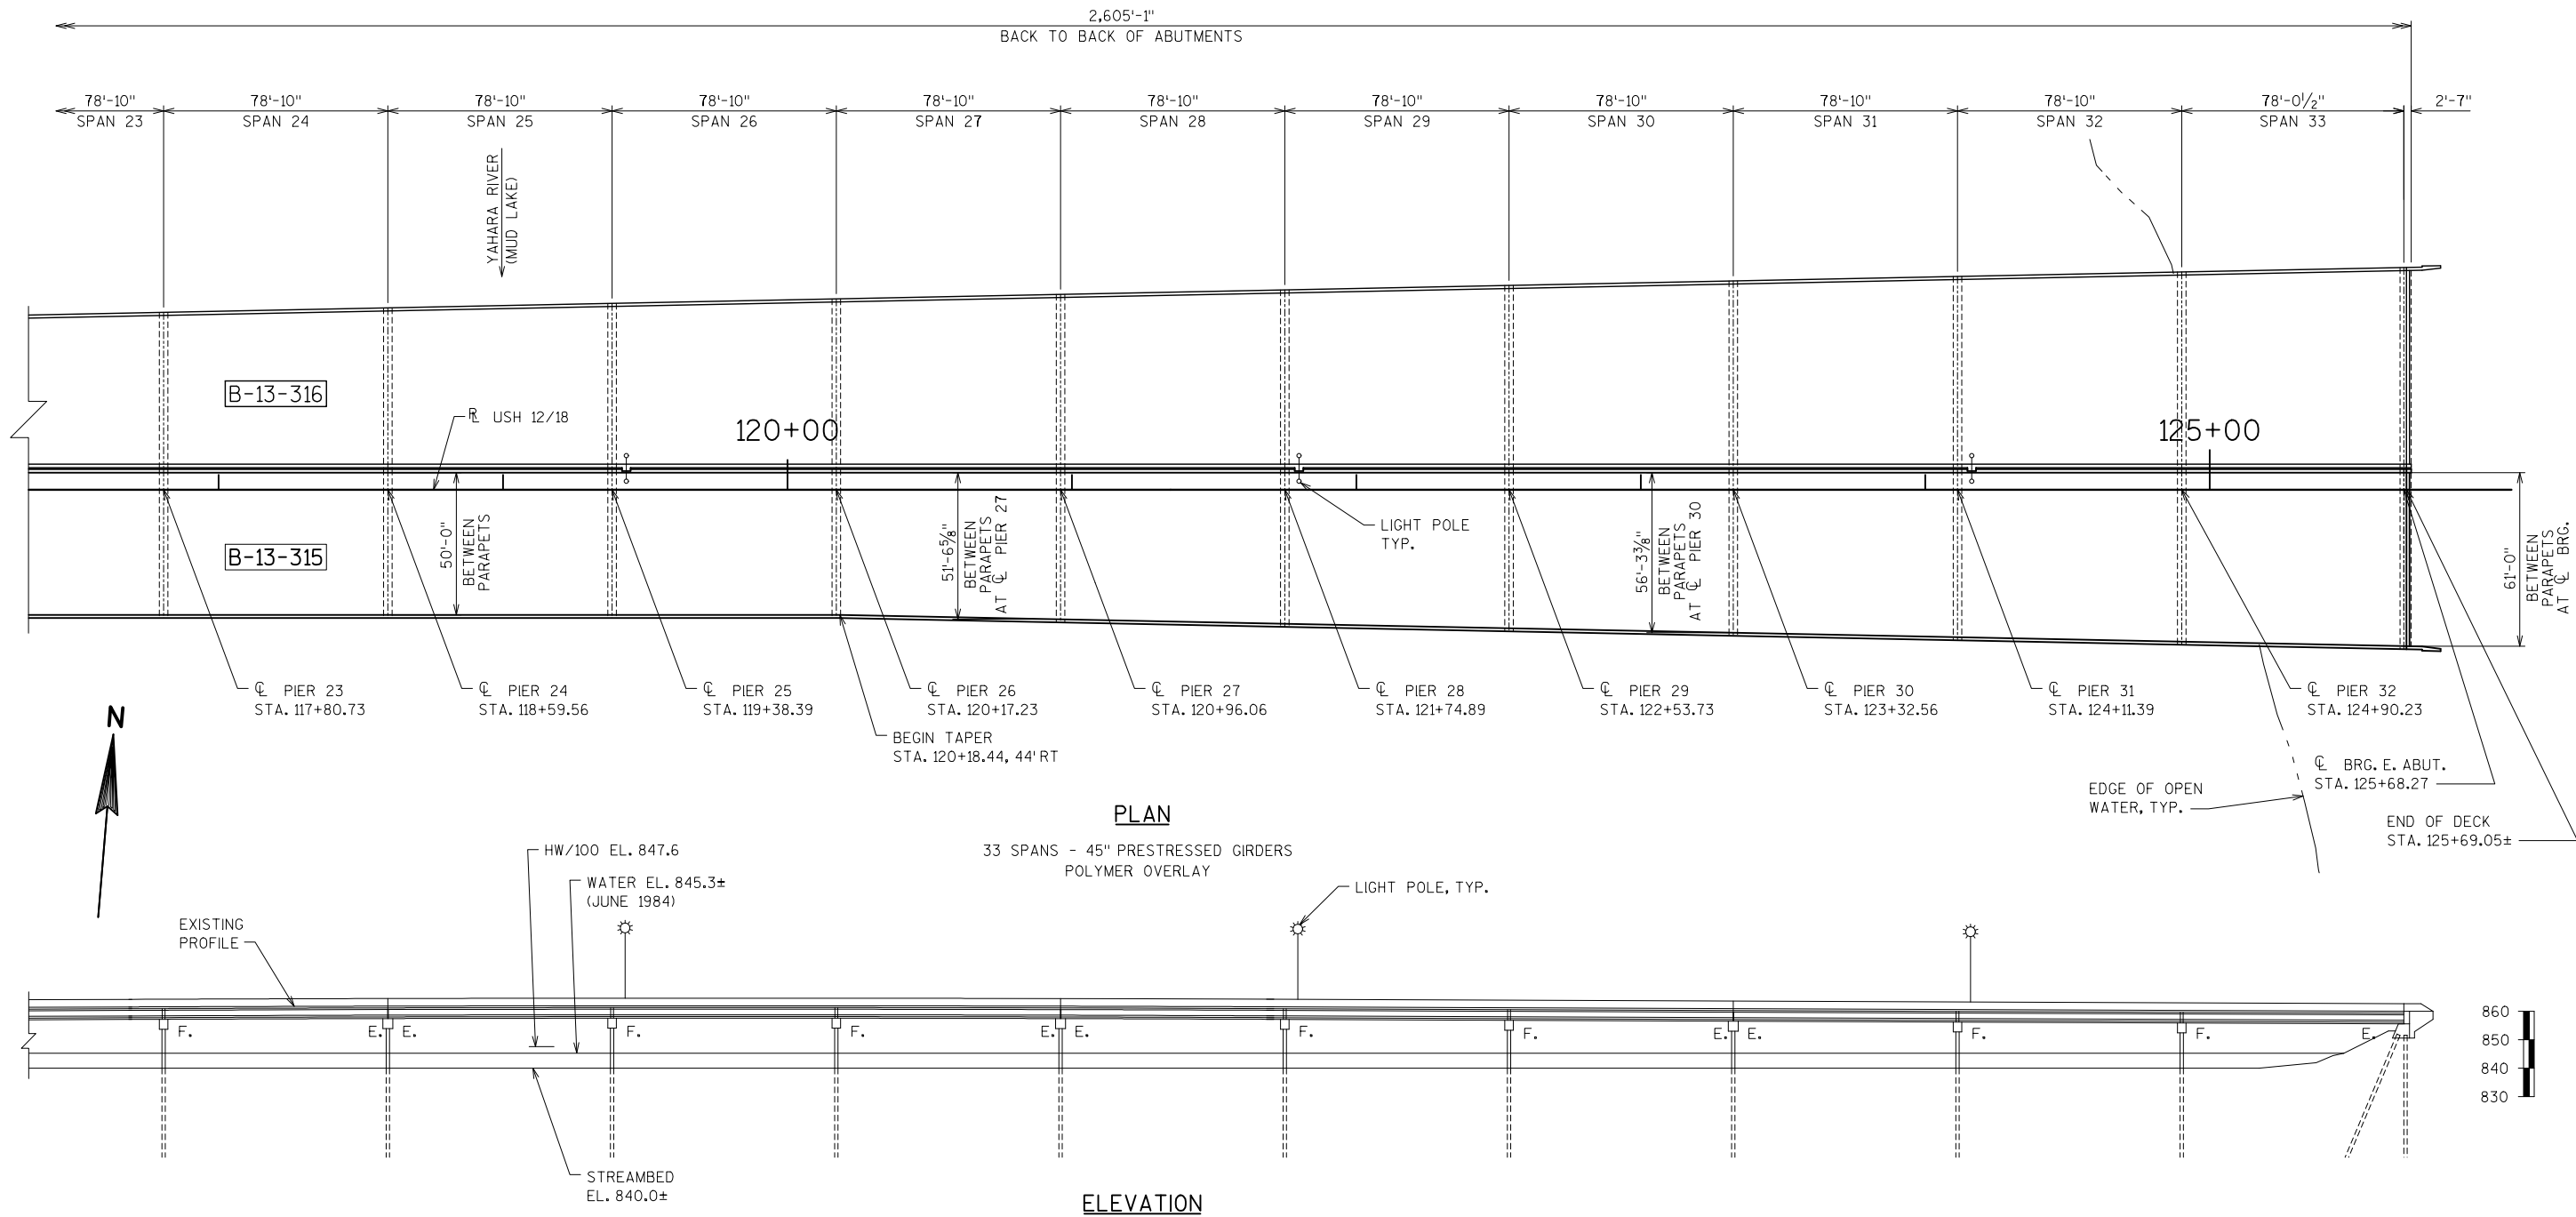 2,605'-1"
BACK TO BACK OF ABUTMENTS
78'-10"
SPAN 23
78'-10"
SPAN 24
78'-10"
SPAN 25
78'-10"
SPAN 26
78'-10"
SPAN 27
78'-10"
SPAN 28
78'-10"
SPAN 29
78'-10"
SPAN 30
78'-10"
SPAN 31
78'-10"
SPAN 32
78'-0½"
SPAN 33
2'-7"
YAHARA RIVER
(MUD LAKE)
B-13-316
℞ USH 12/18
120+00
125+00
B-13-315
50'-0"
BETWEEN
PARAPETS
51'-6⅝"
BETWEEN
PARAPETS
AT ℄ PIER 27
LIGHT POLE
TYP.
56'-3⅜"
BETWEEN
PARAPETS
AT ℄ PIER 30
61'-0"
BETWEEN
PARAPETS
AT ℄ BRG.
℄ PIER 23
STA. 117+80.73
℄ PIER 24
STA. 118+59.56
℄ PIER 25
STA. 119+38.39
℄ PIER 26
STA. 120+17.23
℄ PIER 27
STA. 120+96.06
℄ PIER 28
STA. 121+74.89
℄ PIER 29
STA. 122+53.73
℄ PIER 30
STA. 123+32.56
℄ PIER 31
STA. 124+11.39
℄ PIER 32
STA. 124+90.23
N
BEGIN TAPER
STA. 120+18.44, 44' RT
℄ BRG. E. ABUT.
STA. 125+68.27
EDGE OF OPEN
WATER, TYP.
END OF DECK
STA. 125+69.05±
PLAN
33 SPANS - 45" PRESTRESSED GIRDERS
POLYMER OVERLAY
HW/100 EL. 847.6
WATER EL. 845.3±
(JUNE 1984)
LIGHT POLE, TYP.
EXISTING
PROFILE
F.
E.
E.
F.
F.
E.
E.
F.
F.
E.
E.
F.
F.
E.
860
850
840
830
STREAMBED
EL. 840.0±
ELEVATION